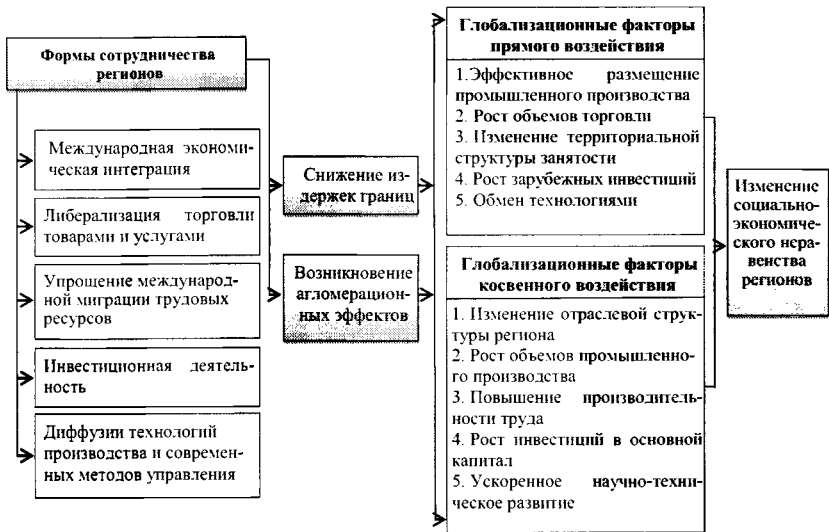 Формы сотрудничества
регионов
Международная экономи-
ческая интеграция
Либерализация торговли
товарами и услугами
Упрощение международ-
ной миграции трудовых
ресурсов
Инвестиционная деятель-
ность
Диффузии технологий
производства и современ-
ных методов управления
Снижение из-
держек границ
Возникновение
агломерацион-
ных эффектов
Глобализационные факторы
прямого воздействия
1. Эффективное размещение
промышленного производства
2. Рост объемов торговли
3. Изменение территориальной
структуры занятости
4. Рост зарубежных инвестиций
5. Обмен технологиями
Глобализационные факторы
косвенного воздействия
1. Изменение отраслевой струк-
туры региона
2. Рост объемов промышленно-
го производства
3. Повышение производитель-
ности труда
4. Рост инвестиций в основной
капитал
5. Ускоренное научно-техни-
ческое развитие
Изменение
социально-
экономического нера-
венства
регионов